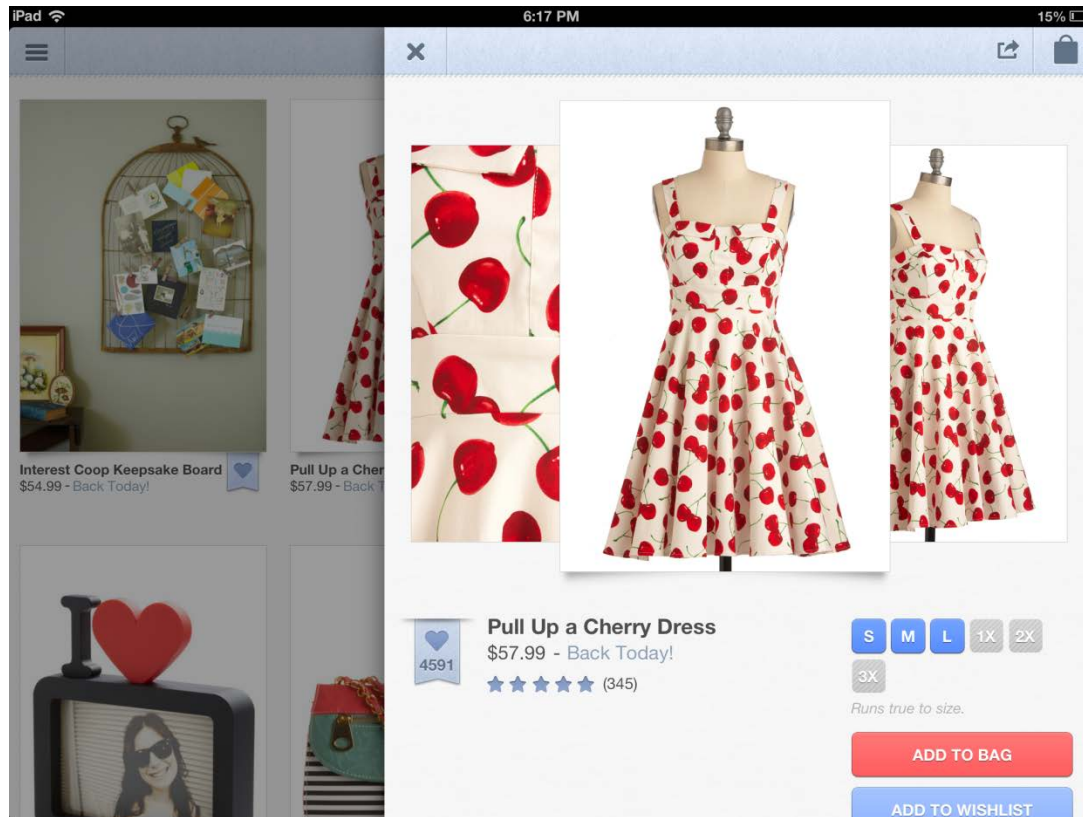 iPad 6:17 PM 15%
Interest Coop Keepsake Board
$54.99 - Back Today!
Pull Up a Cher
$57.99 - Back T
I
4591
Pull Up a Cherry Dress
$57.99 - Back Today!
(345)
S M L 1X 2X
3X
Runs true to size.
ADD TO BAG
ADD TO WISHLIST